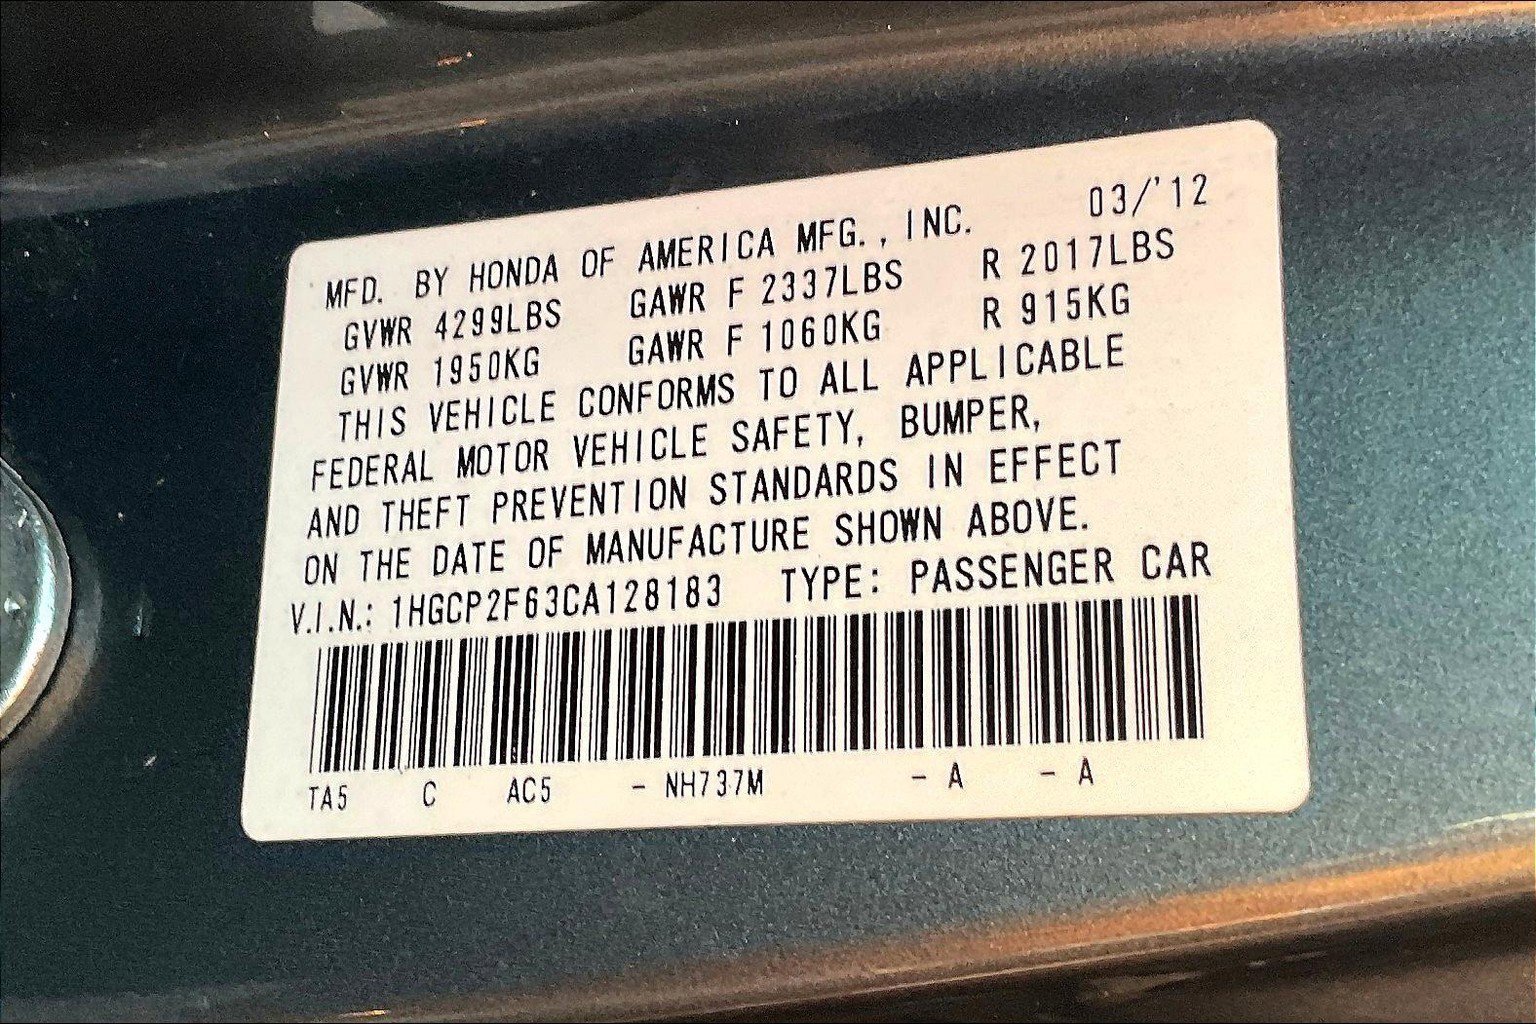 MFD. BY HONDA OF AMERICA MFG., INC. 03/'12
GVWR 4299LBS GAWR F 2337LBS R 2017LBS
GVWR 1950KG GAWR F 1060KG R 915KG
THIS VEHICLE CONFORMS TO ALL APPLICABLE
FEDERAL MOTOR VEHICLE SAFETY, BUMPER,
AND THEFT PREVENTION STANDARDS IN EFFECT
ON THE DATE OF MANUFACTURE SHOWN ABOVE.
V.I.N.: 1HGCP2F63CA128183 TYPE: PASSENGER CAR
TA5 C AC5 - NH737M - A - A